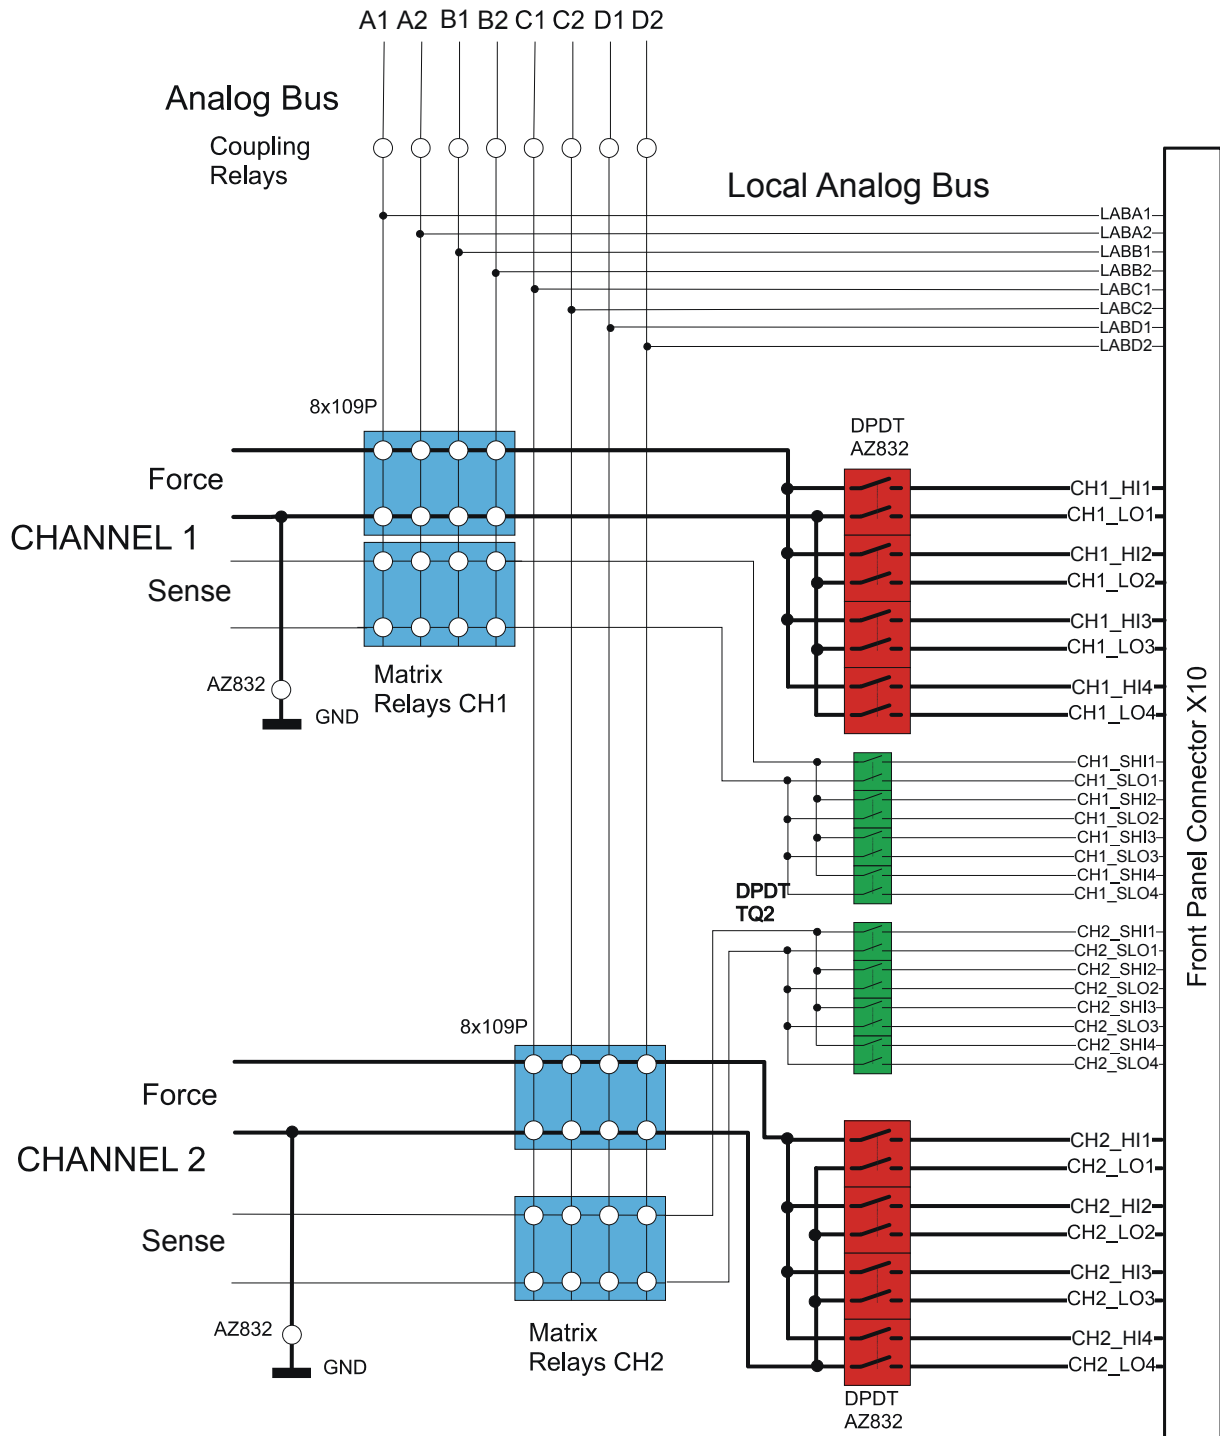 A1 A2 B1 B2 C1 C2 D1 D2
Analog Bus
Coupling
Relays
Local Analog Bus
LABA1
LABA2
LABB1
LABB2
LABC1
LABC2
LABD1
LABD2
8x109P
DPDT
AZ832
Force
CHANNEL 1
Sense
CH1_HI1
CH1_LO1
CH1_HI2
CH1_LO2
CH1_HI3
CH1_LO3
CH1_HI4
CH1_LO4
AZ832
GND
Matrix
Relays CH1
Front Panel Connector X10
CH1_SHI1
CH1_SLO1
CH1_SHI2
CH1_SLO2
CH1_SHI3
CH1_SLO3
CH1_SHI4
CH1_SLO4
DPDT
TQ2
CH2_SHI1
CH2_SLO1
CH2_SHI2
CH2_SLO2
CH2_SHI3
CH2_SLO3
CH2_SHI4
CH2_SLO4
8x109P
Force
CHANNEL 2
Sense
CH2_HI1
CH2_LO1
CH2_HI2
CH2_LO2
CH2_HI3
CH2_LO3
CH2_HI4
CH2_LO4
AZ832
GND
Matrix
Relays CH2
DPDT
AZ832